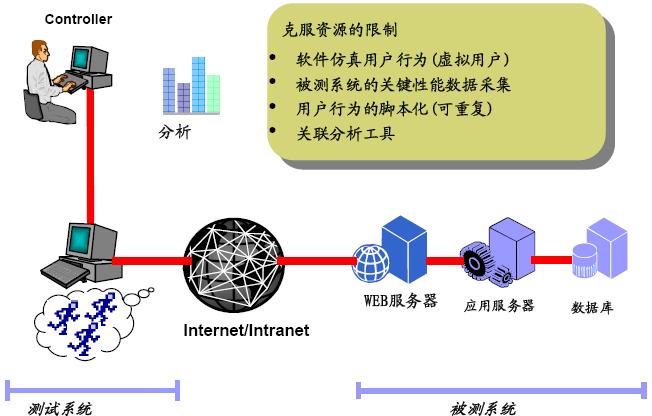 Controller
克服资源的限制
• 软件仿真用户行为(虚拟用户)
• 被测系统的关键性能数据采集
• 用户行为的脚本化(可重复)
• 关联分析工具
分析
Internet/Intranet
WEB服务器
应用服务器
数据库
测试系统
被测系统